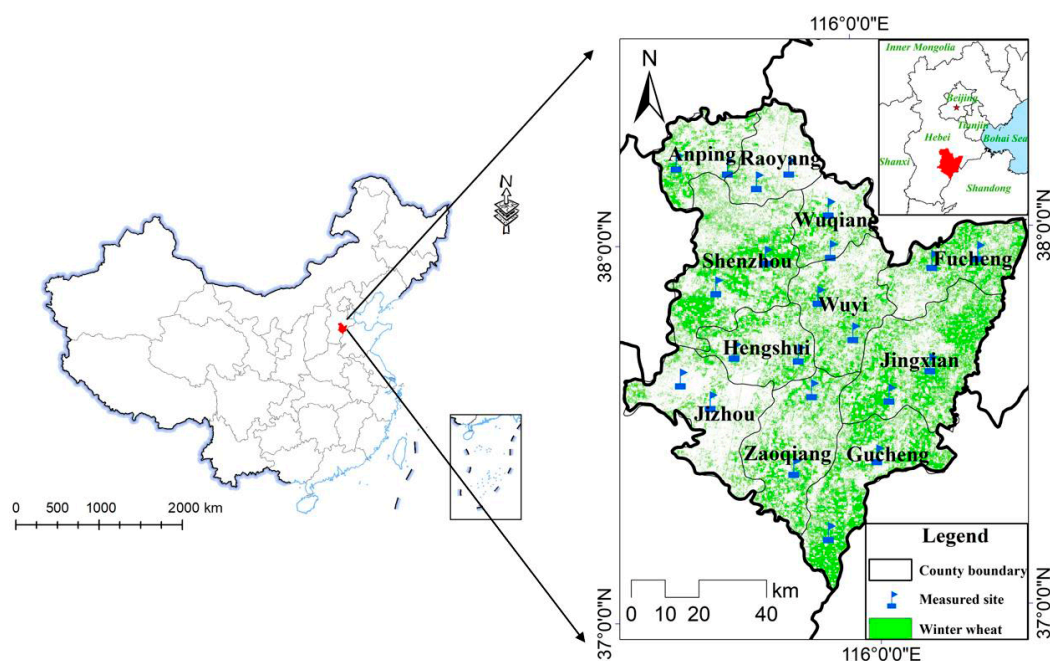 N
0 500 1000 2000 km
116°0'0"E
N
Inner Mongolia
Beijing
Tianjin
Hebei
Bohai Sea
Shanxi
Shandong
Anping
Raoyang
Wuqiang
38°0'0"N
38°0'0"N
Shenzhou
Fucheng
Wuyi
Hengshui
Jingxian
Jizhou
Zaoqiang
Gucheng
Legend
County boundary
Measured site
Winter wheat
km
0 10 20 40
37°0'0"N
37°0'0"N
116°0'0"E